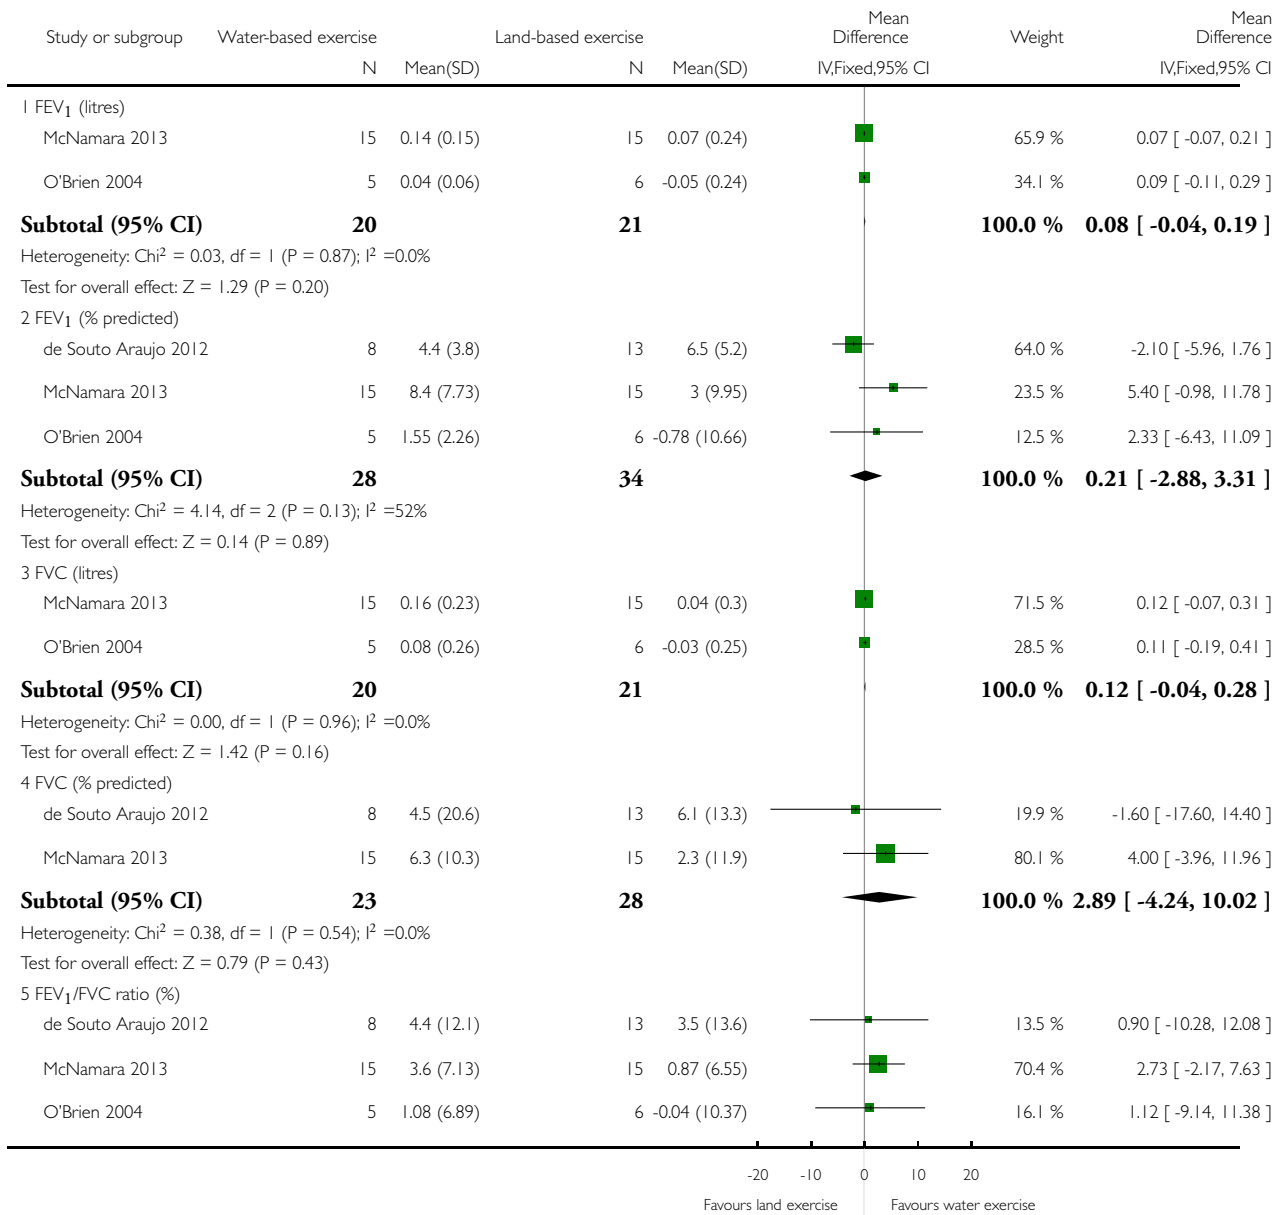 Mean Mean
Study or subgroup Water-based exercise Land-based exercise Difference Weight Difference
N Mean(SD) N Mean(SD) IV,Fixed,95% CI IV,Fixed,95% CI
1 FEV₁ (litres)
McNamara 2013 15 0.14 (0.15) 15 0.07 (0.24) 65.9 % 0.07 [ -0.07, 0.21 ]
O'Brien 2004 5 0.04 (0.06) 6 -0.05 (0.24) 34.1 % 0.09 [ -0.11, 0.29 ]
Subtotal (95% CI) 20 21 100.0 % 0.08 [ -0.04, 0.19 ]
Heterogeneity: Chi² = 0.03, df = 1 (P = 0.87); I² =0.0%
Test for overall effect: Z = 1.29 (P = 0.20)
2 FEV₁ (% predicted)
de Souto Araujo 2012 8 4.4 (3.8) 13 6.5 (5.2) 64.0 % -2.10 [ -5.96, 1.76 ]
McNamara 2013 15 8.4 (7.73) 15 3 (9.95) 23.5 % 5.40 [ -0.98, 11.78 ]
O'Brien 2004 5 1.55 (2.26) 6 -0.78 (10.66) 12.5 % 2.33 [ -6.43, 11.09 ]
Subtotal (95% CI) 28 34 100.0 % 0.21 [ -2.88, 3.31 ]
Heterogeneity: Chi² = 4.14, df = 2 (P = 0.13); I² =52%
Test for overall effect: Z = 0.14 (P = 0.89)
3 FVC (litres)
McNamara 2013 15 0.16 (0.23) 15 0.04 (0.3) 71.5 % 0.12 [ -0.07, 0.31 ]
O'Brien 2004 5 0.08 (0.26) 6 -0.03 (0.25) 28.5 % 0.11 [ -0.19, 0.41 ]
Subtotal (95% CI) 20 21 100.0 % 0.12 [ -0.04, 0.28 ]
Heterogeneity: Chi² = 0.00, df = 1 (P = 0.96); I² =0.0%
Test for overall effect: Z = 1.42 (P = 0.16)
4 FVC (% predicted)
de Souto Araujo 2012 8 4.5 (20.6) 13 6.1 (13.3) 19.9 % -1.60 [ -17.60, 14.40 ]
McNamara 2013 15 6.3 (10.3) 15 2.3 (11.9) 80.1 % 4.00 [ -3.96, 11.96 ]
Subtotal (95% CI) 23 28 100.0 % 2.89 [ -4.24, 10.02 ]
Heterogeneity: Chi² = 0.38, df = 1 (P = 0.54); I² =0.0%
Test for overall effect: Z = 0.79 (P = 0.43)
5 FEV₁/FVC ratio (%)
de Souto Araujo 2012 8 4.4 (12.1) 13 3.5 (13.6) 13.5 % 0.90 [ -10.28, 12.08 ]
McNamara 2013 15 3.6 (7.13) 15 0.87 (6.55) 70.4 % 2.73 [ -2.17, 7.63 ]
O'Brien 2004 5 1.08 (6.89) 6 -0.04 (10.37) 16.1 % 1.12 [ -9.14, 11.38 ]
-20 -10 0 10 20
Favours land exercise Favours water exercise